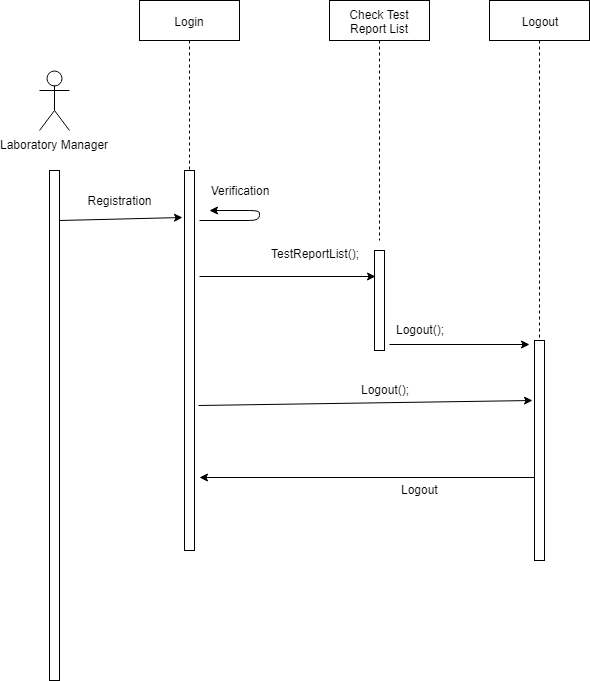 Login
Check Test
Report List
Logout
Laboratory Manager
Registration
Verification
TestReportList();
Logout();
Logout();
Logout